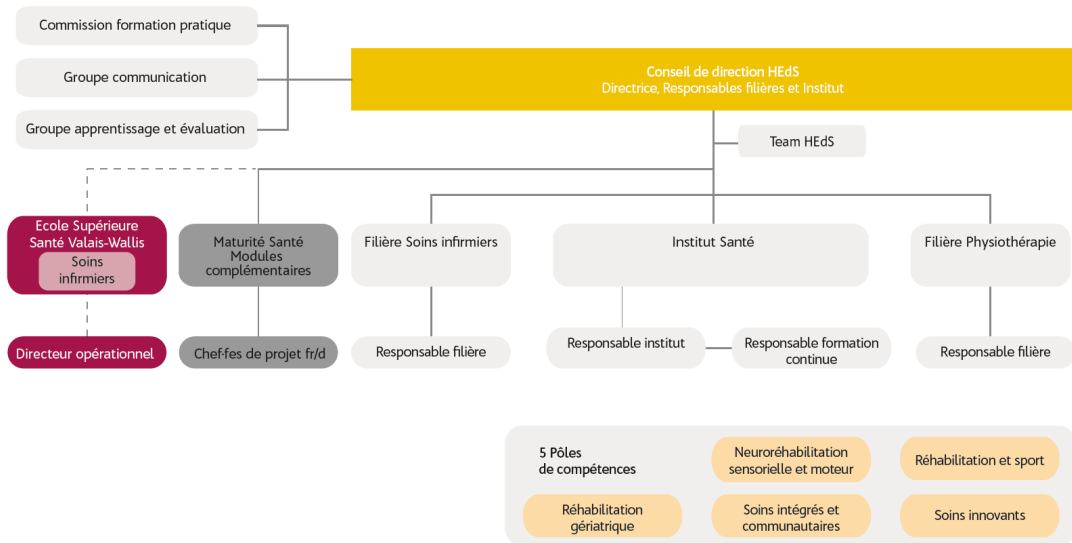 Commission formation pratique
Groupe communication
Groupe apprentissage et évaluation
Conseil de direction HEdS
Directrice, Responsables filières et Institut
Team HEdS
Ecole Supérieure
Santé Valais-Wallis
Soins
infirmiers
Maturité Santé
Modules
complémentaires
Filière Soins infirmiers
Institut Santé
Filière Physiothérapie
Directeur opérationnel
Chef·fes de projet fr/d
Responsable filière
Responsable institut
Responsable formation
continue
Responsable filière
5 Pôles
de compétences
Neuroréhabilitation
sensorielle et moteur
Réhabilitation et sport
Réhabilitation
gériatrique
Soins intégrés et
communautaires
Soins innovants